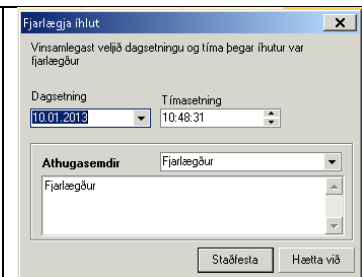 Fjarlægja íhlut
Vinsamlegast veljið dagsetningu og tíma þegar íhutur var
fjarlægður
Dagsetning Tímasetning
10.01.2013 10:48:31
Athugasemdir Fjarlægður
Fjarlægður
Staðfesta Hætta við